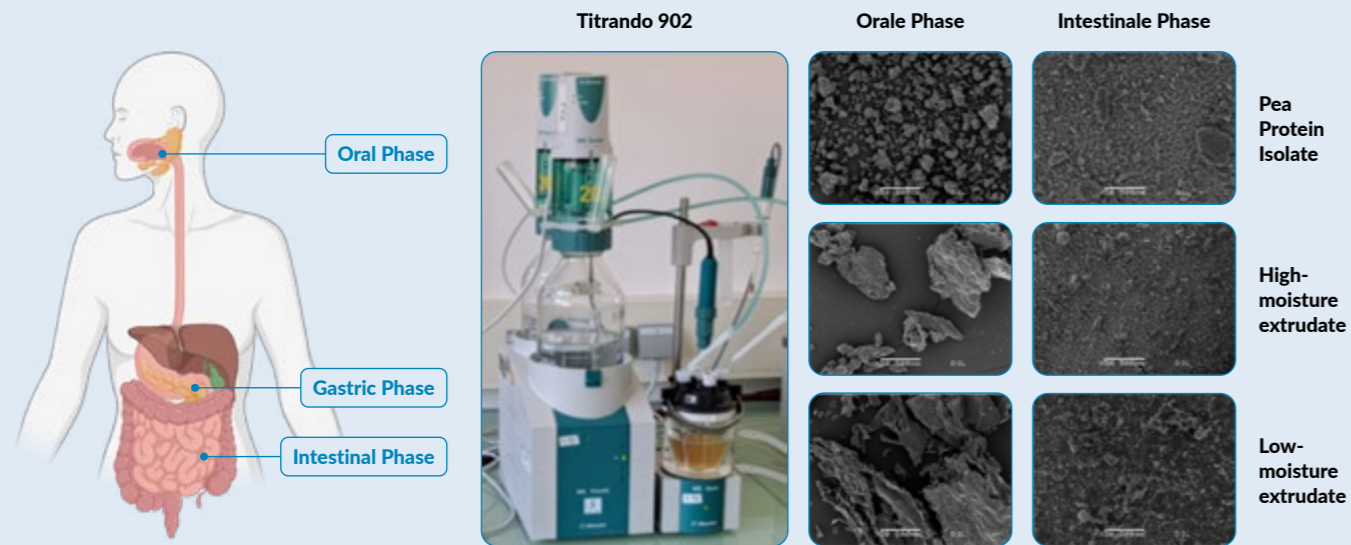 Titrando 902
Orale Phase
Intestinale Phase
Oral Phase
Gastric Phase
Intestinal Phase
20
Pea
Protein
Isolate
High-
moisture
extrudate
Low-
moisture
extrudate